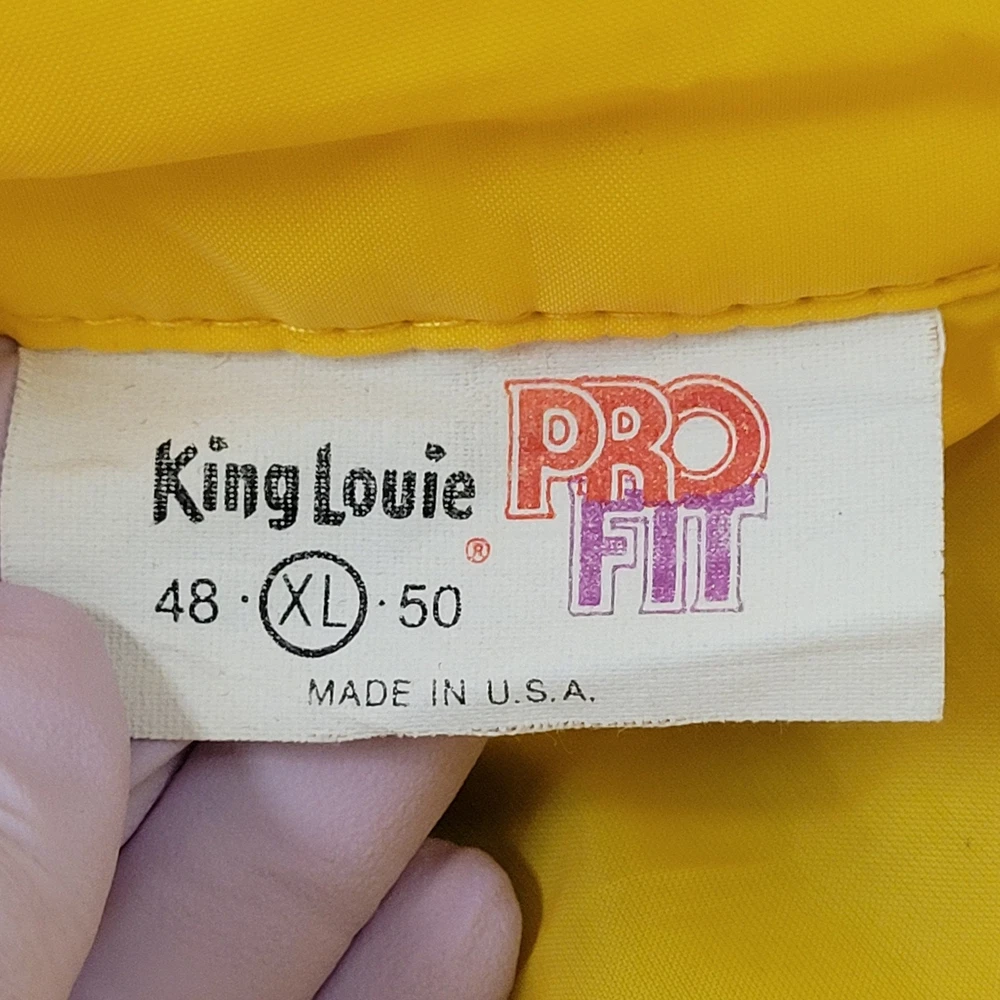 King Louie
PRO
FIT
®
48 · XL · 50
MADE IN U.S.A.